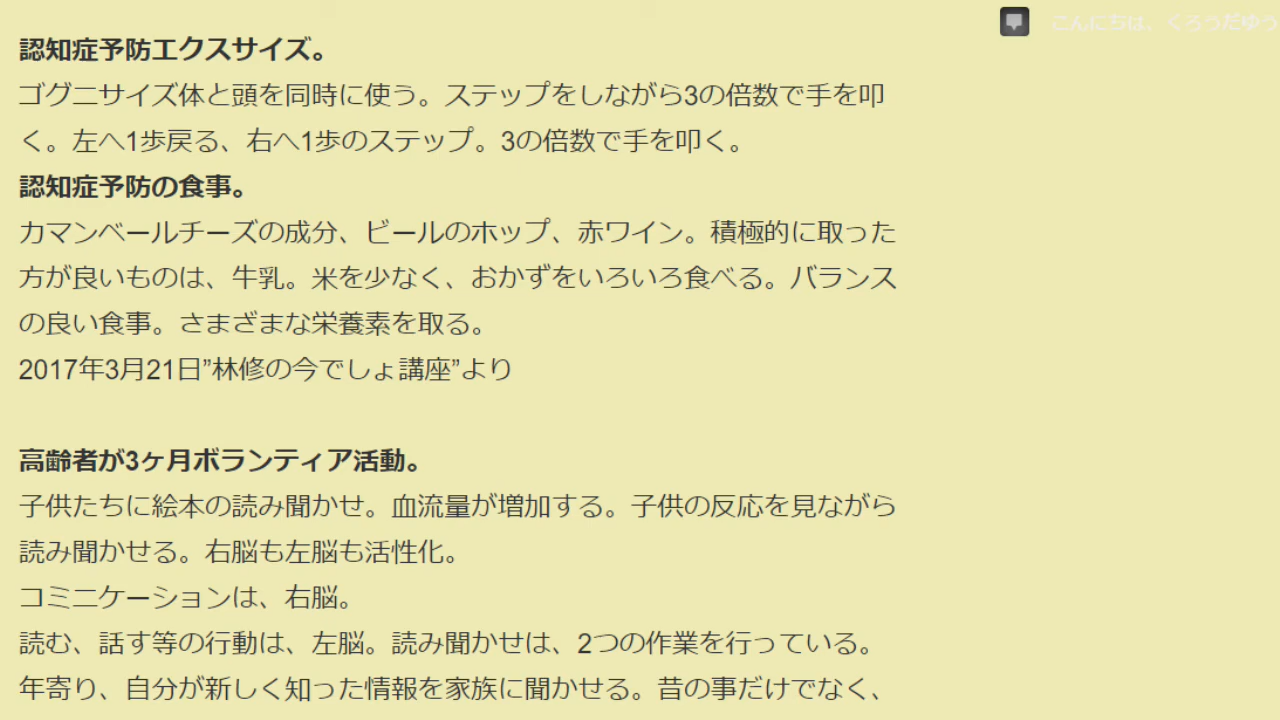 こんにちは、くろうだゆう
認知症予防エクスサイズ。
ゴグニサイズ体と頭を同時に使う。ステップをしながら3の倍数で手を叩
く。左へ1歩戻る、右へ1歩のステップ。3の倍数で手を叩く。
認知症予防の食事。
カマンベールチーズの成分、ビールのホップ、赤ワイン。積極的に取った
方が良いものは、牛乳。米を少なく、おかずをいろいろ食べる。バランス
の良い食事。さまざまな栄養素を取る。
2017年3月21日”林修の今でしょ講座”より
高齢者が3ヶ月ボランティア活動。
子供たちに絵本の読み聞かせ。血流量が増加する。子供の反応を見ながら
読み聞かせる。右脳も左脳も活性化。
コミニケーションは、右脳。
読む、話す等の行動は、左脳。読み聞かせは、2つの作業を行っている。
年寄り、自分が新しく知った情報を家族に聞かせる。昔の事だけでなく、